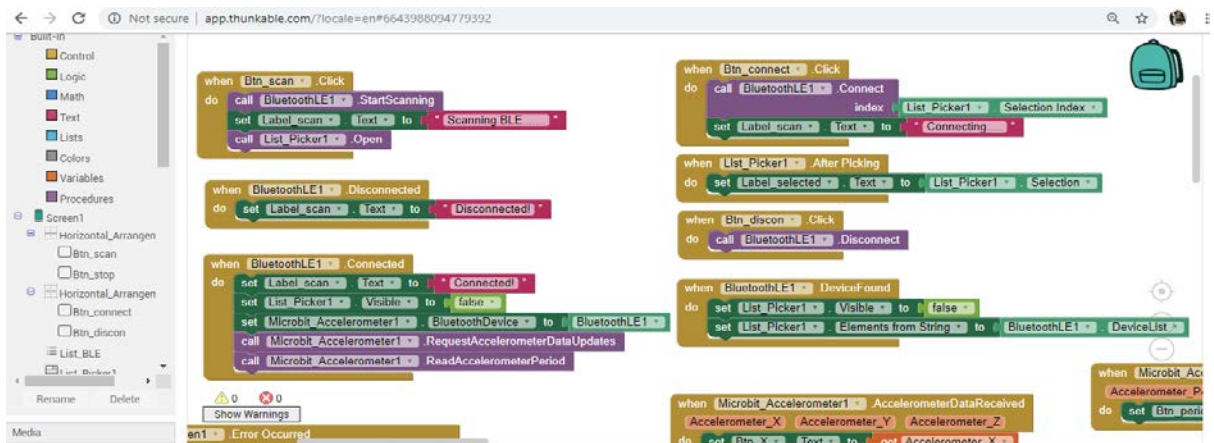 Not secure | app.thunkable.com/?locale=en#6643988094779392
Built-in
Control
Logic
Math
Text
Lists
Colors
Variables
Procedures
Screen1
Horizontal_Arrangen
Btn_scan
Btn_stop
Horizontal_Arrangen
Btn_connect
Btn_discon
List_BLE
List_Picker1
Rename Delete
Media
when Btn_scan .Click
do call BluetoothLE1 .StartScanning
set Label_scan . Text to " Scanning BLE "
call List_Picker1 .Open
when BluetoothLE1 .Disconnected
do set Label_scan . Text to " Disconnected! "
when BluetoothLE1 .Connected
do set Label_scan . Text to " Connected! "
set List_Picker1 . Visible to false
set Microbit_Accelerometer1 . BluetoothDevice to BluetoothLE1
call Microbit_Accelerometer1 .RequestAccelerometerDataUpdates
call Microbit_Accelerometer1 .ReadAccelerometerPeriod
0 0
Show Warnings
en1 .Error Occurred
when Btn_connect .Click
do call BluetoothLE1 .Connect
index List_Picker1 . Selection Index
set Label_scan . Text to " Connecting..... "
when List_Picker1 .After Picking
do set Label_selected . Text to List_Picker1 . Selection
when Btn_discon .Click
do call BluetoothLE1 .Disconnect
when BluetoothLE1 .DeviceFound
do set List_Picker1 . Visible to false
set List_Picker1 . Elements from String to BluetoothLE1 . DeviceList
when Microbit_Accelerometer1 .AccelerometerDataReceived
Accelerometer_X Accelerometer_Y Accelerometer_Z
do set Btn_X . Text to get Accelerometer_X
when Microbit_Acc
Accelerometer_P
do set Btn_perio